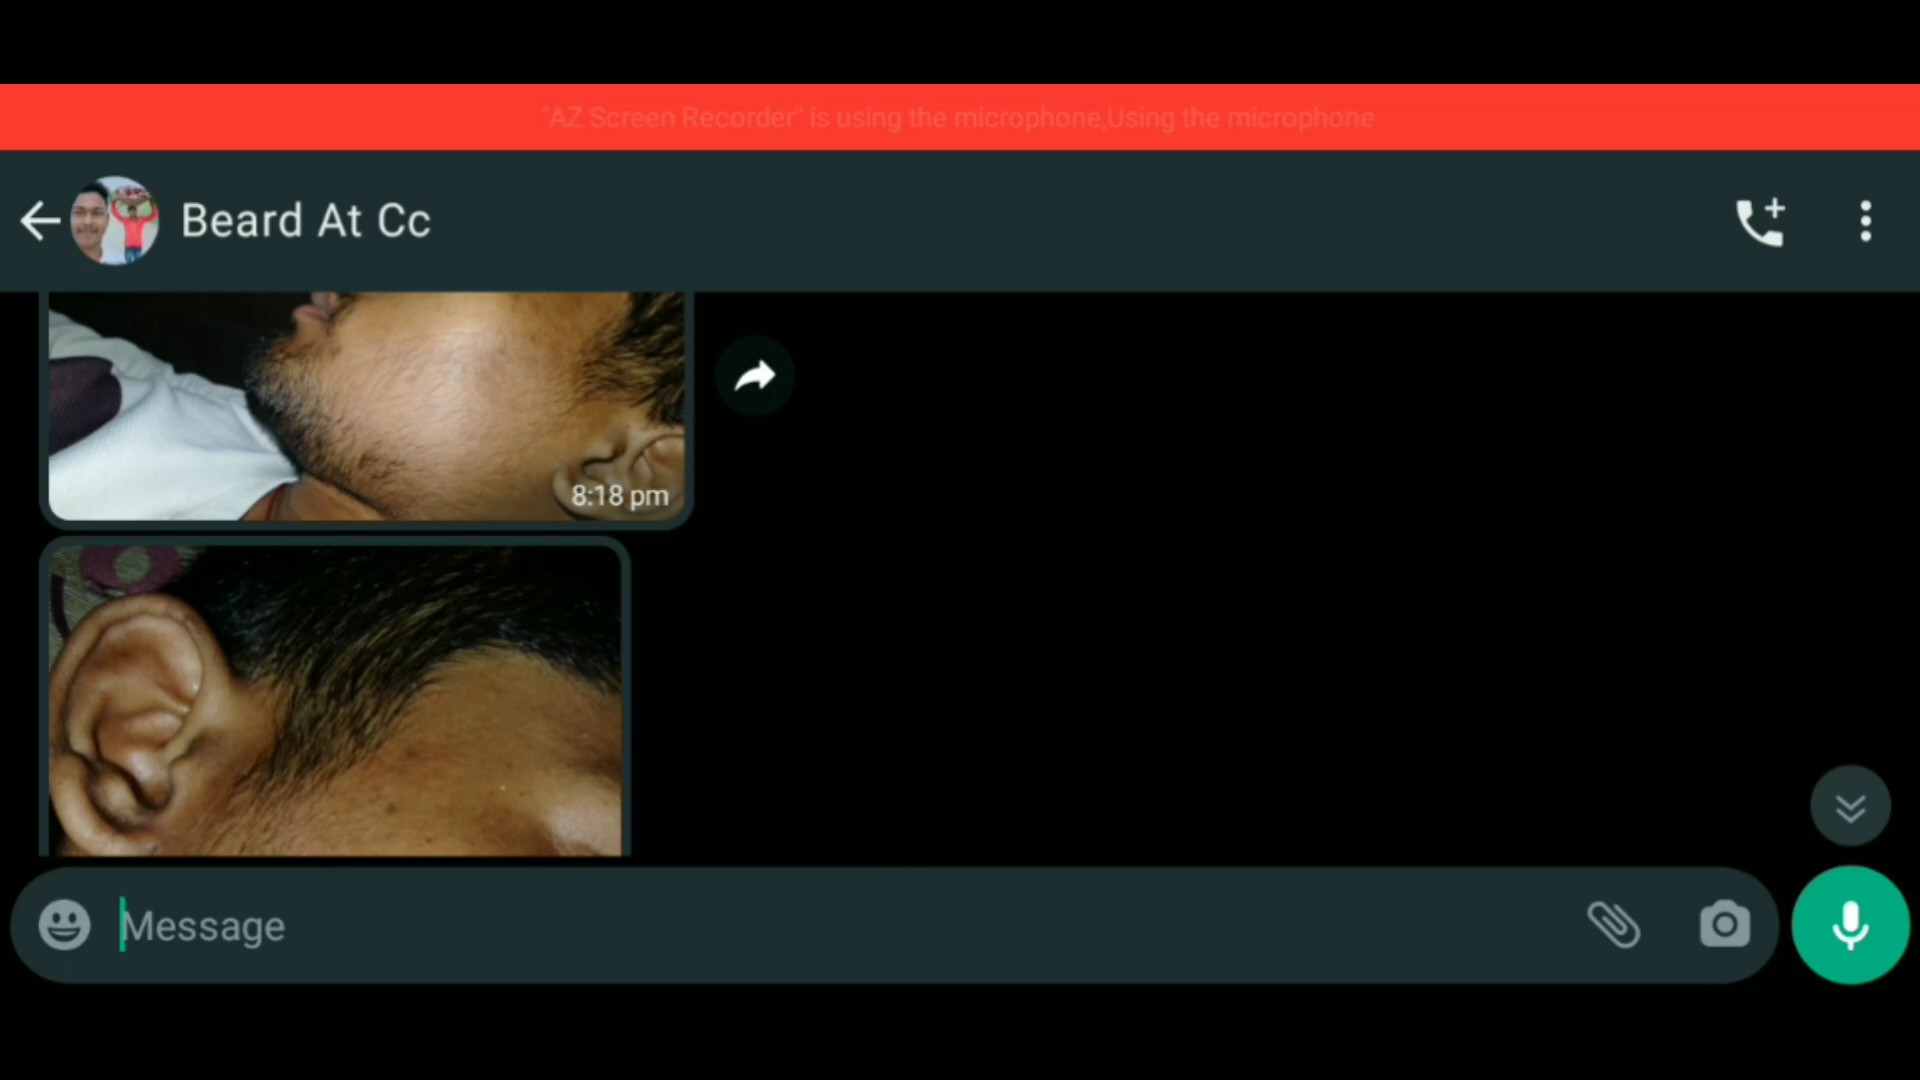 "AZ Screen Recorder" is using the microphone,Using the microphone
Beard At Cc
8:18 pm
Message